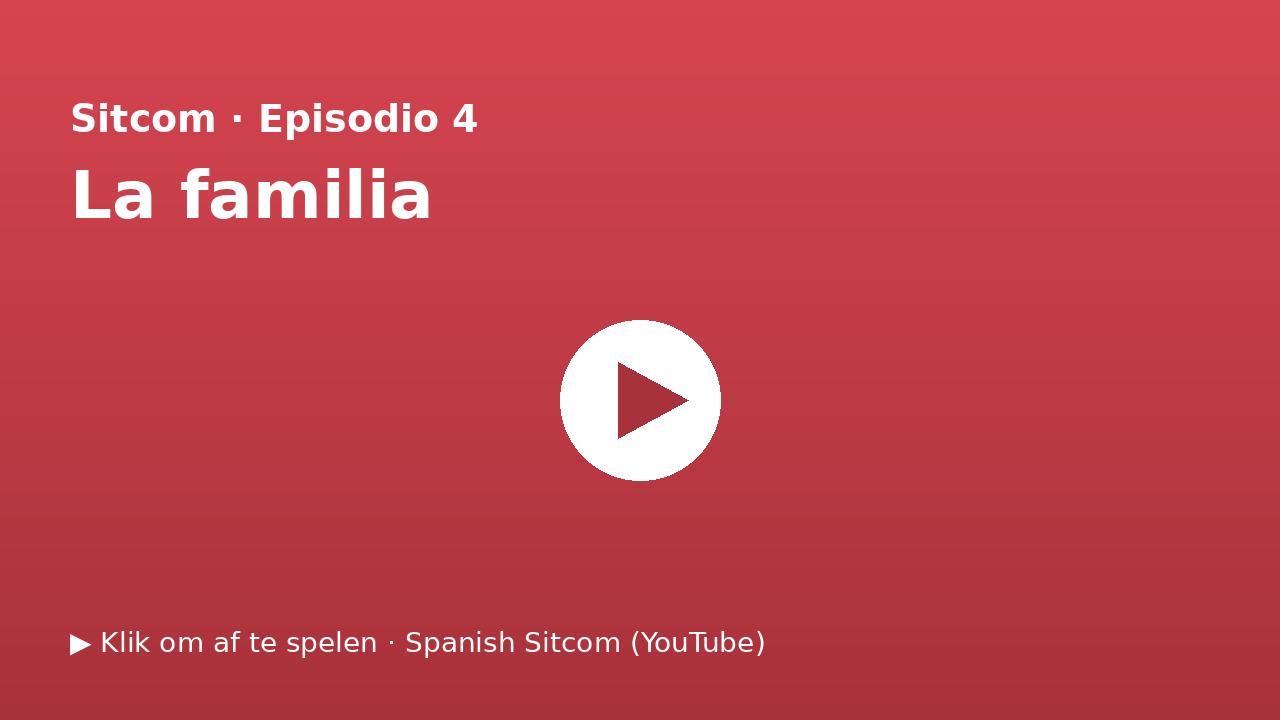 Sitcom · Episodio 4
La familia
▶ Klik om af te spelen · Spanish Sitcom (YouTube)